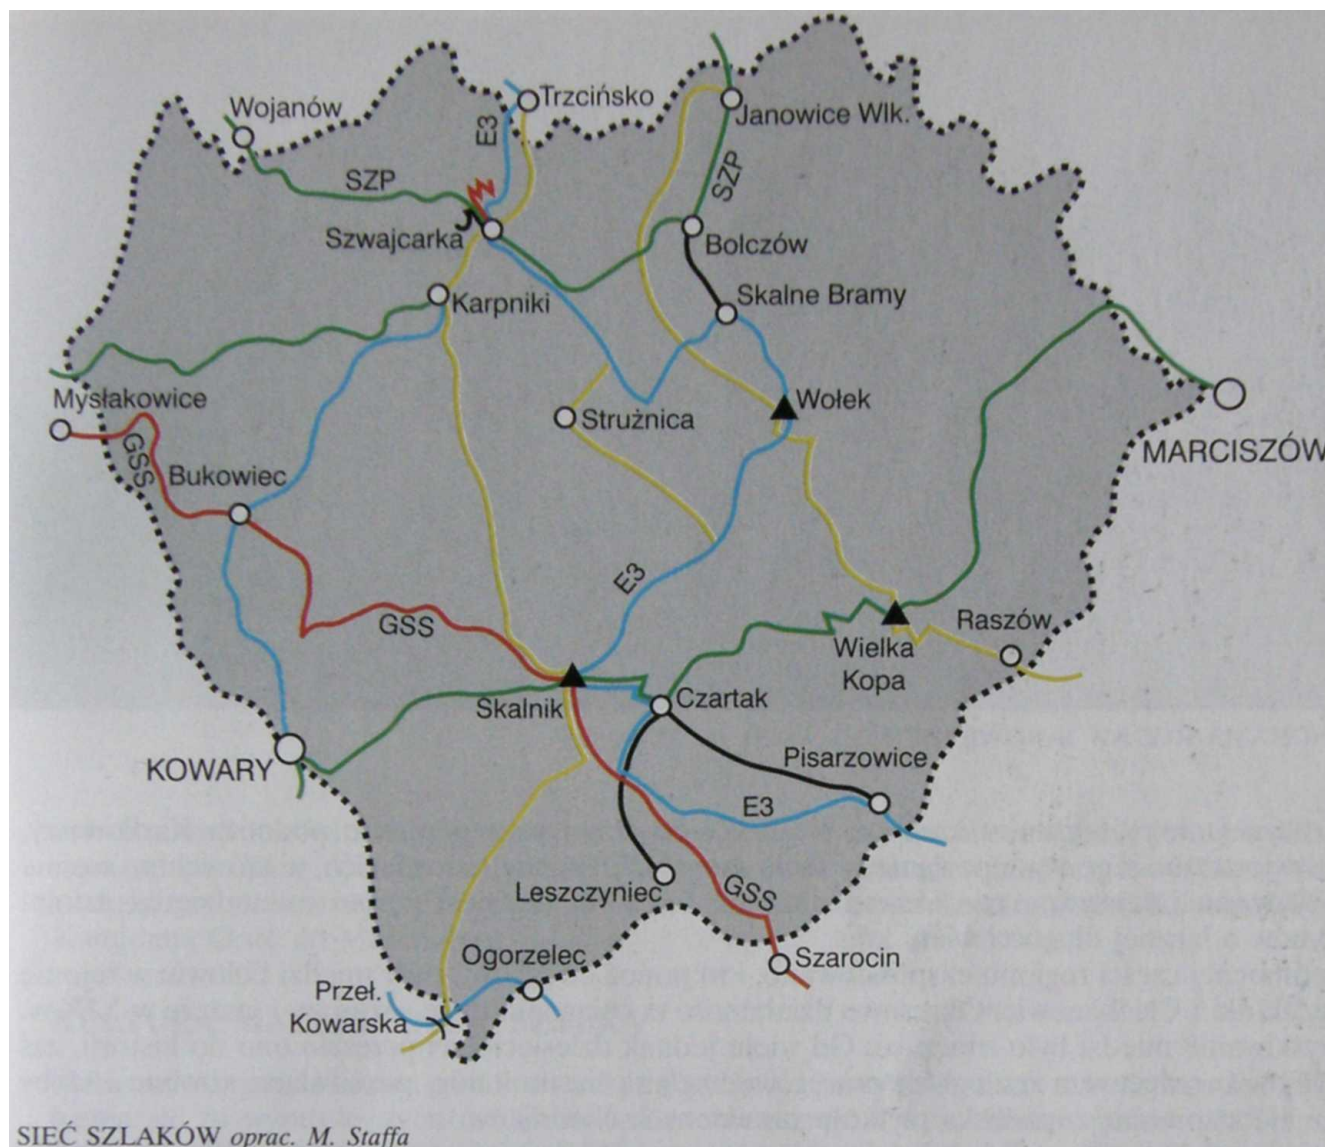 Trzcińsko
Wojanów
Janowice Wlk.
E3
SZP
SZP
Szwajcarka
Bolczów
Karpniki
Skalne Bramy
Mysłakowice
Strużnica
Wołek
GSS
MARCISZÓW
Bukowiec
E3
GSS
Raszów
Wielka
Kopa
Skalnik
Czartak
KOWARY
Pisarzowice
E3
Leszczyniec
GSS
Ogorzelec
Szarocin
Przeł.
Kowarska
SIEĆ SZLAKÓW oprac. M. Staffa